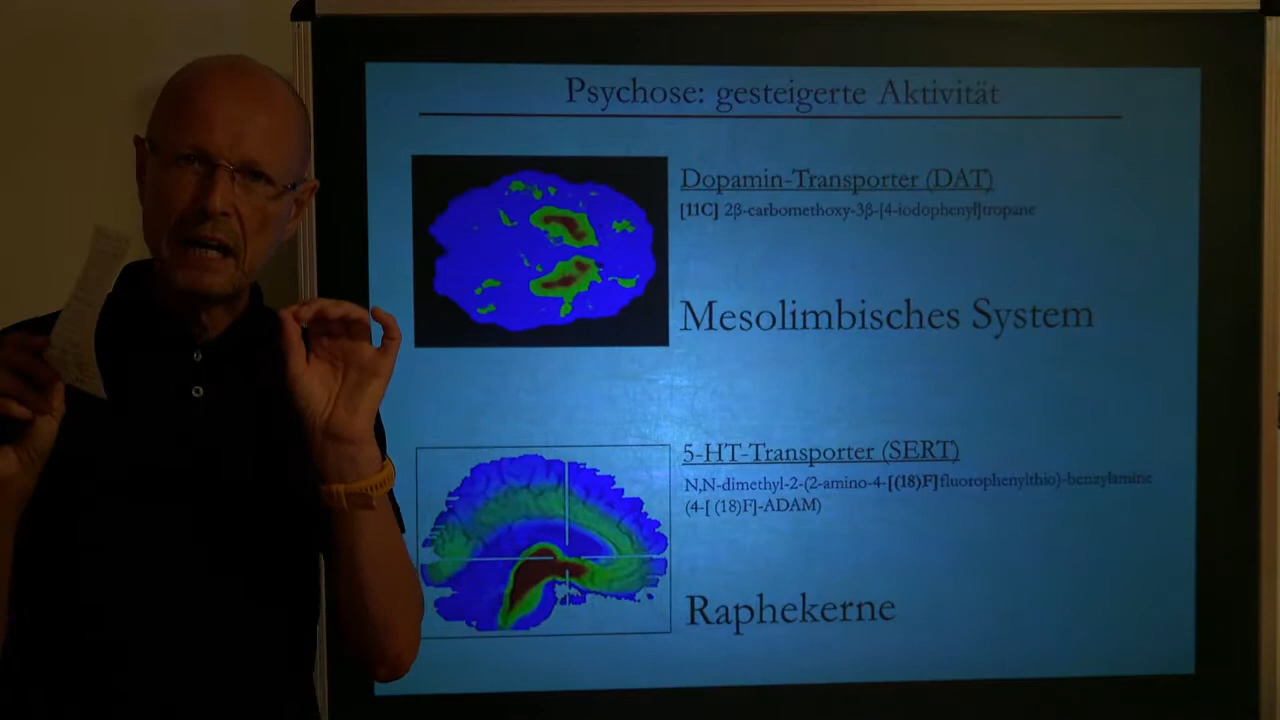 Psychose: gesteigerte Aktivität
Dopamin-Transporter (DAT)
[11C] 2β-carbomethoxy-3β-[4-iodophenyl]tropane
Mesolimbisches System
5-HT-Transporter (SERT)
N,N-dimethyl-2-(2-amino-4-[(18)F]fluorophenylthio)-benzylamine
(4-[ (18)F]-ADAM)
Raphekerne